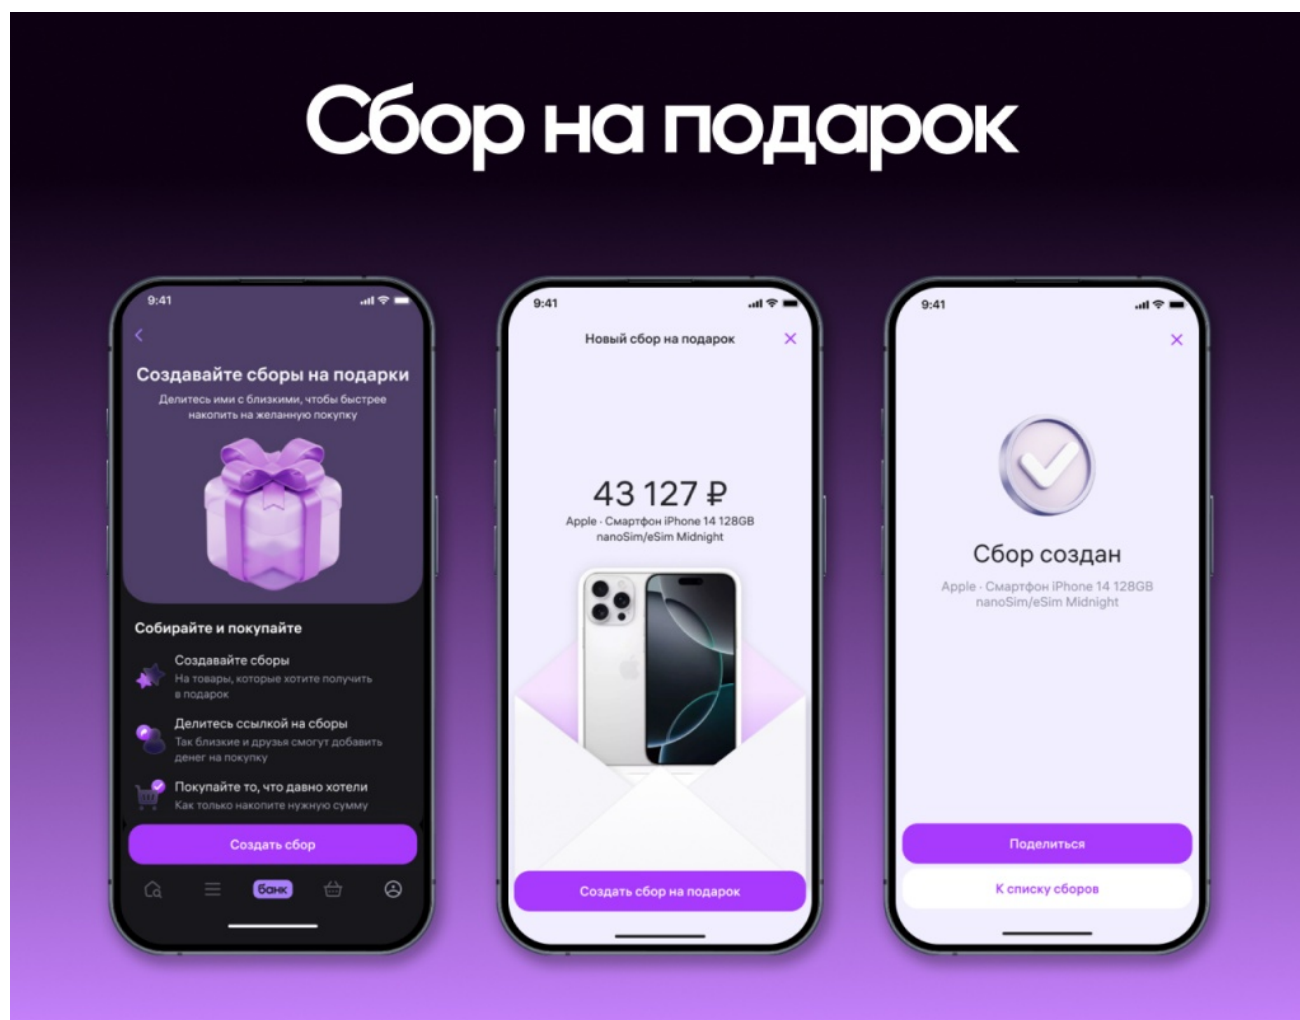 Сбор на подарок
9:41
Создавайте сборы на подарки
Делитесь ими с близкими, чтобы быстрее
накопить на желанную покупку
Собирайте и покупайте
Создавайте сборы
На товары, которые хотите получить
в подарок
Делитесь ссылкой на сборы
Так близкие и друзья смогут добавить
денег на покупку
Покупайте то, что давно хотели
Как только накопите нужную сумму
Создать сбор
банк
9:41
Новый сбор на подарок
43 127 ₽
Apple · Смартфон iPhone 14 128GB
nanoSim/eSim Midnight
Создать сбор на подарок
9:41
Сбор создан
Apple · Смартфон iPhone 14 128GB
nanoSim/eSim Midnight
Поделиться
К списку сборов